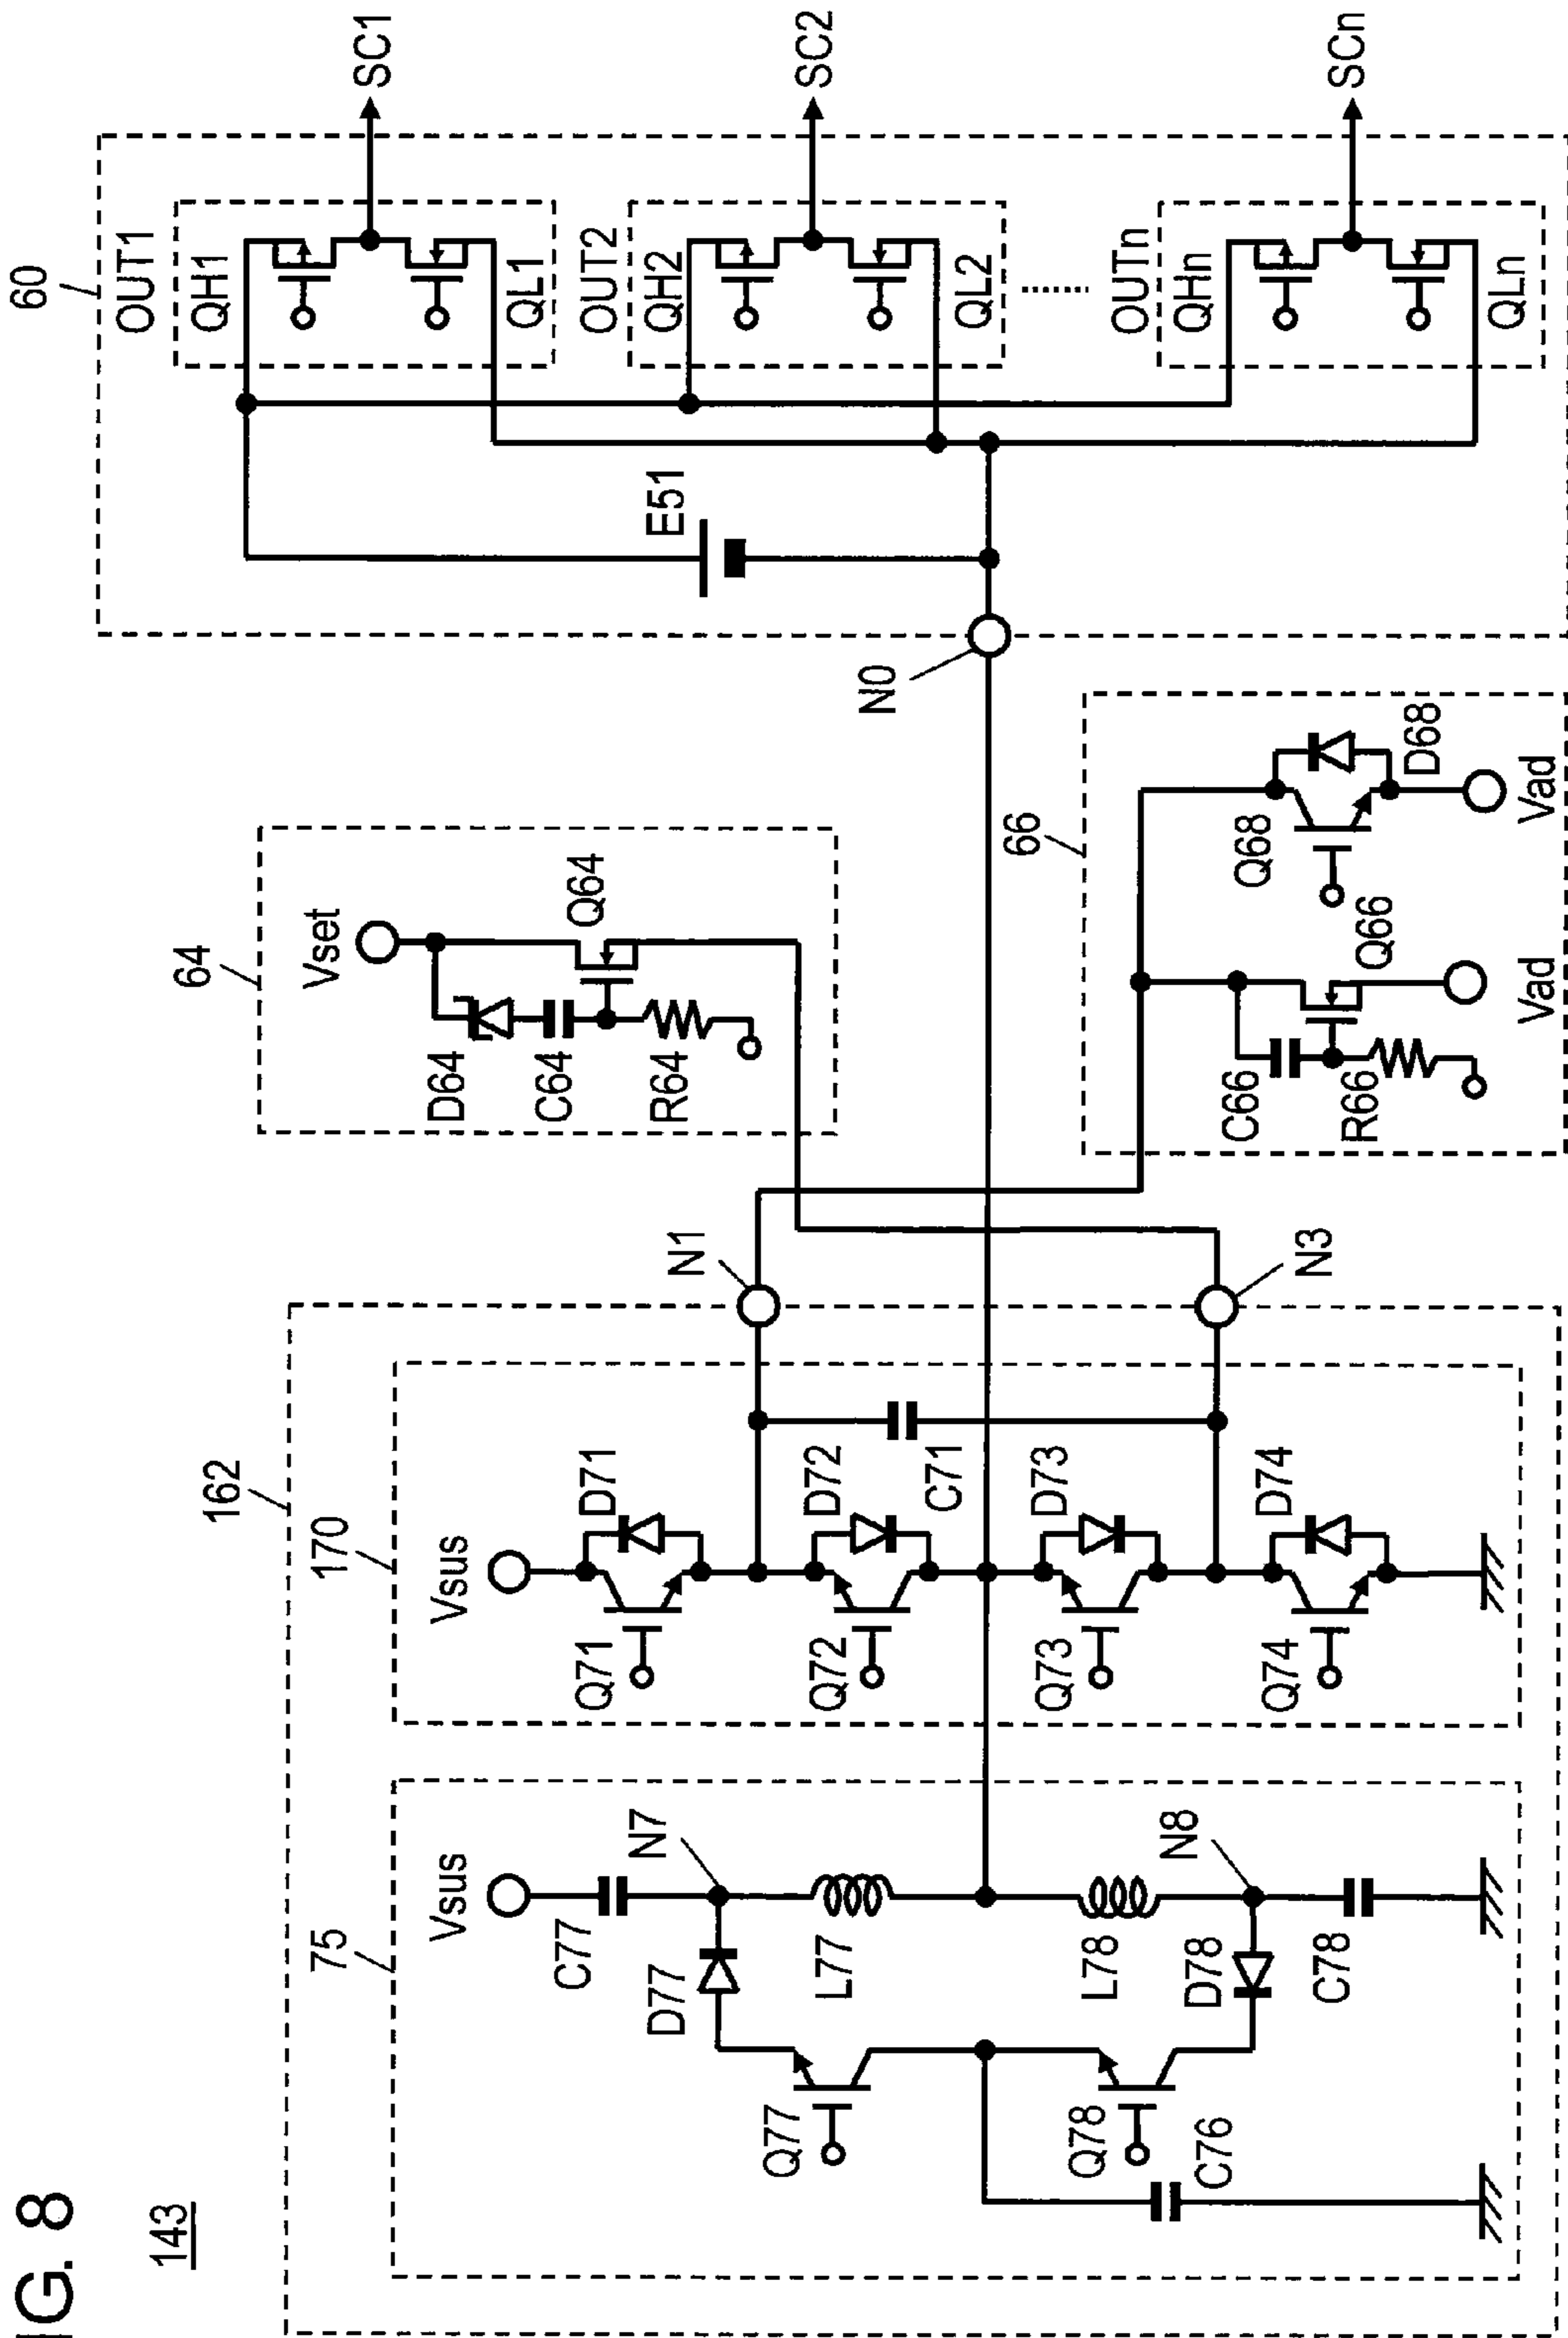 IG. 8
143
162
75
Vsus
C77
N7
D77
L77
Q77
L78
N8
D78
Q78
C78
C76
170
Vsus
Q71
D71
Q72
D72
C71
Q73
D73
Q74
D74
N1
N3
64
Vset
D64
C64
R64
Q64
66
C66
R66
Q66
Vad
Q68
D68
Vad
N0
60
E51
OUT1
QH1
QL1
SC1
OUT2
QH2
QL2
SC2
OUTn
QHn
QLn
SCn